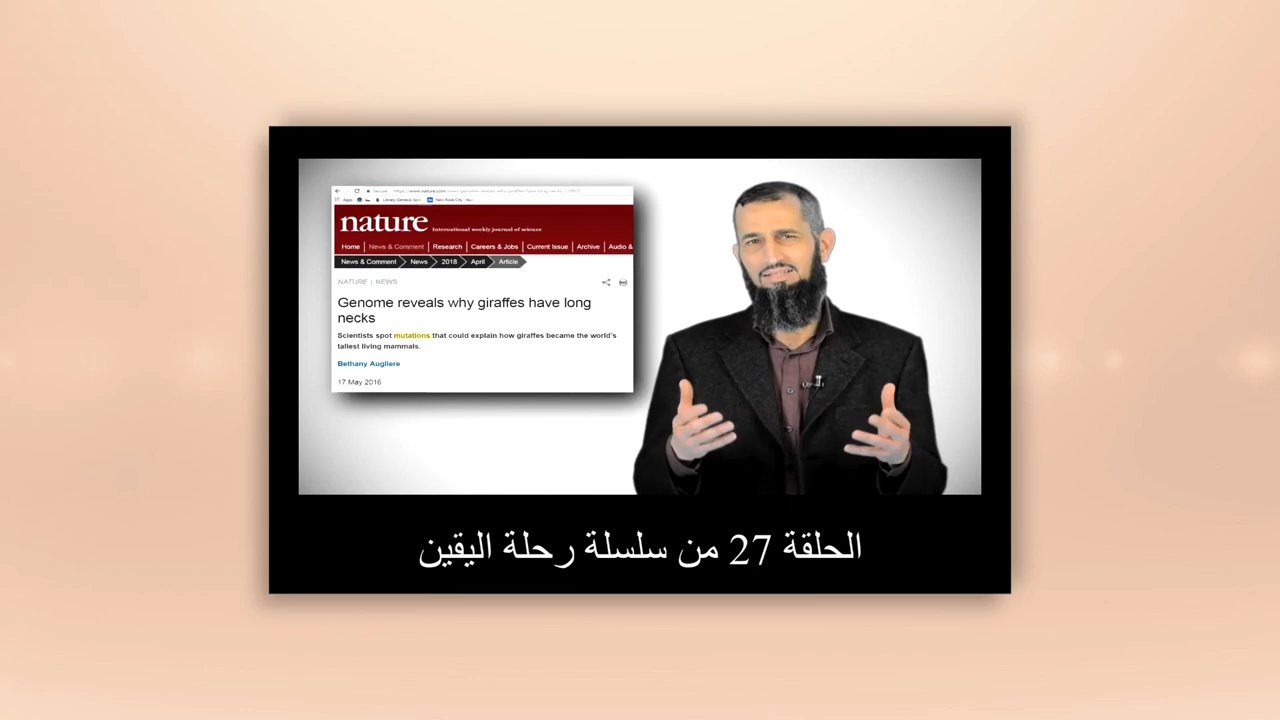 nature International weekly journal of science
Home | News & Comment | Research | Careers & Jobs | Current Issue | Archive | Audio &
News & Comment News 2018 April Article
NATURE | NEWS
Genome reveals why giraffes have long
necks
Scientists spot mutations that could explain how giraffes became the world's
tallest living mammals.
Bethany Augliere
17 May 2016
الحلقة 27 من سلسلة رحلة اليقين